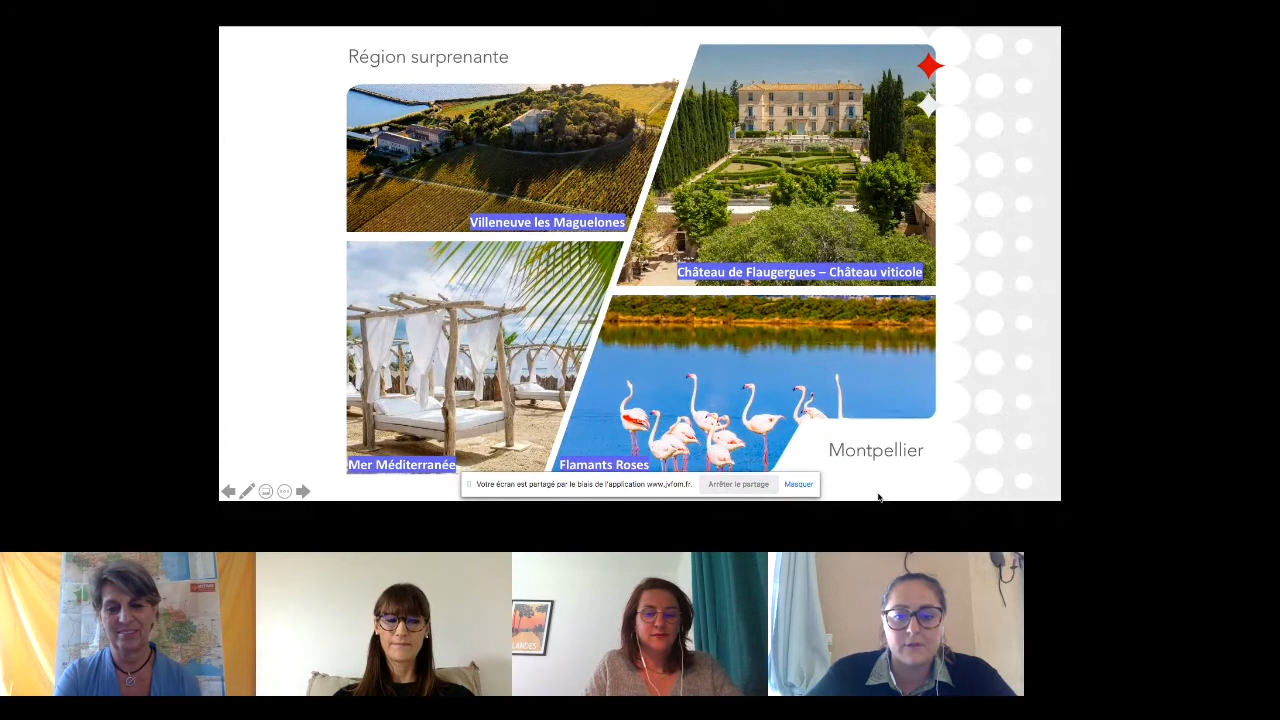 Région surprenante
Villeneuve les Maguelones
Château de Flaugergues – Château viticole
Mer Méditerranée
Flamants Roses
Montpellier
Votre écran est partagé par le biais de l'application www.jvfom.fr.
Arrêter le partage
Masquer
LANDES